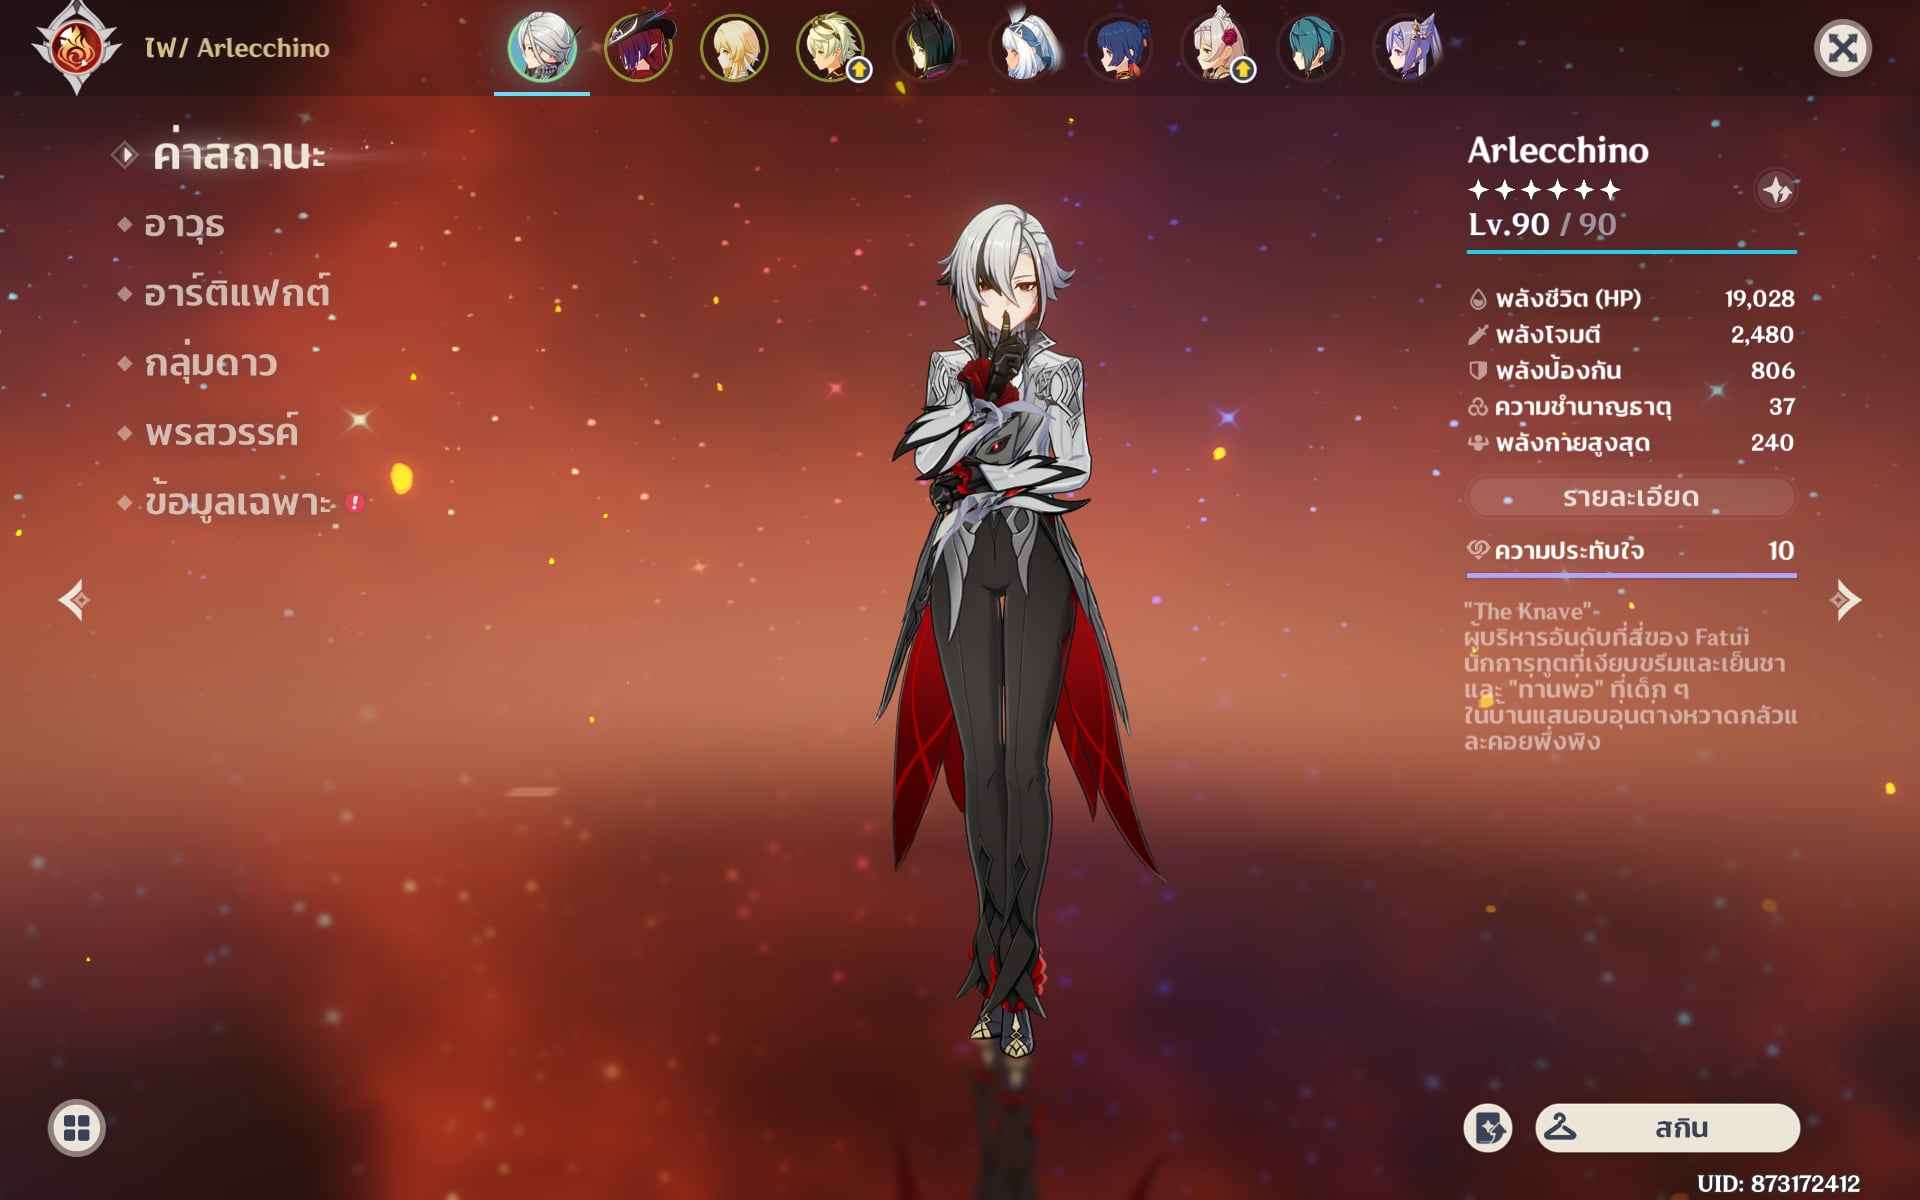 ไฟ/ Arlecchino
ค่าสถานะ
อาวุธ
อาร์ติแฟกต์
กลุ่มดาว
พรสวรรค์
ข้อมูลเฉพาะ
Arlecchino
Lv.90 / 90
พลังชีวิต (HP) 19,028
พลังโจมตี 2,480
พลังป้องกัน 806
ความชำนาญธาตุ 37
พลังกายสูงสุด 240
รายละเอียด
ความประทับใจ 10
"The Knave"-
ผู้บริหารอันดับที่สี่ของ Fatui
นักการทูตที่เงียบขรึมและเย็นชา
และ "ท่านพ่อ" ที่เด็ก ๆ
ในบ้านแสนอบอุ่นต่างหวาดกลัวแ
ละคอยพึ่งพิง
สกิน
UID: 873172412